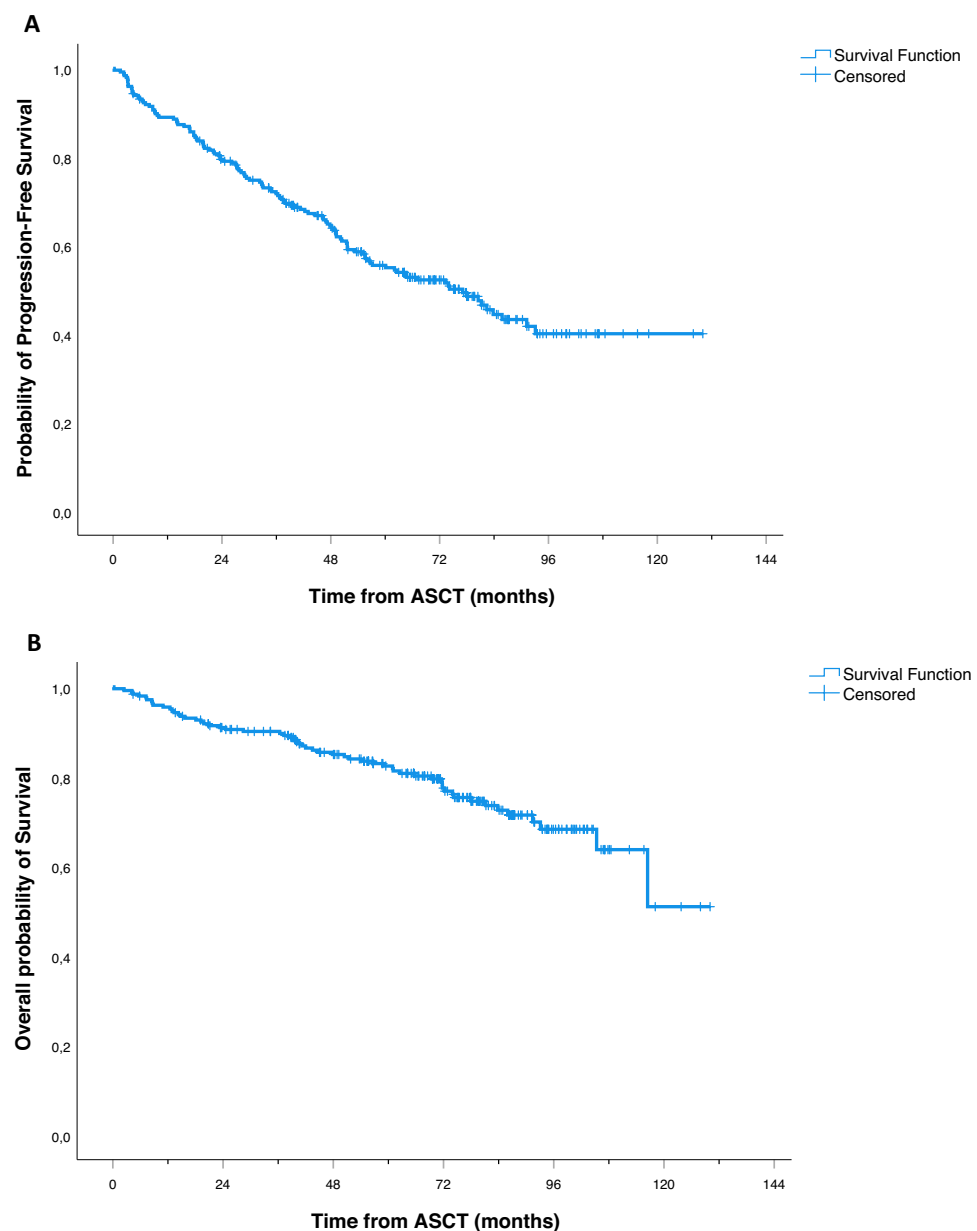 A
Survival Function
Censored
Probability of Progression-Free Survival
1,0
0,8
0,6
0,4
0,2
0,0
0 24 48 72 96 120 144
Time from ASCT (months)
B
Survival Function
Censored
Overall probability of Survival
1,0
0,8
0,6
0,4
0,2
0,0
0 24 48 72 96 120 144
Time from ASCT (months)